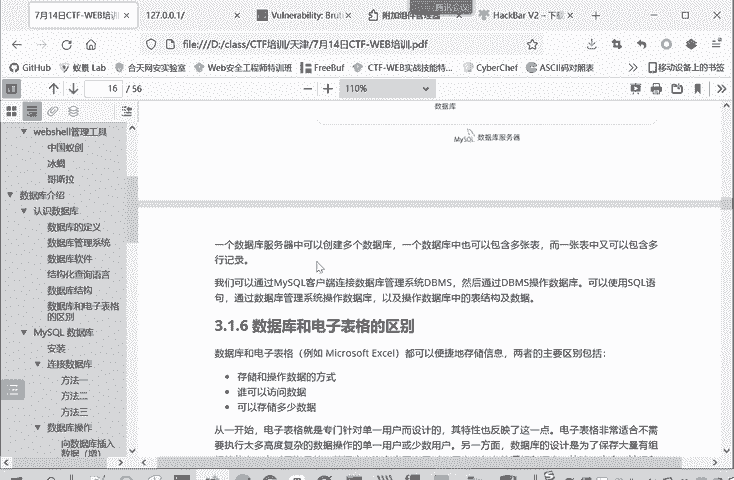 7月14日CTF-WEB培训
127.0.0.1/
Vulnerability: Brut
附加组件管理器
腾讯会议
HackBar V2 – 下载
file:///D:/class/CTF培训/天津/7月14日CTF-WEB培训.pdf
GitHub
蚁景 Lab
合天网安实验室
Web安全工程师特训班
FreeBuf
CTF-WEB实战技能特...
CyberChef
ASCII码对照表
移动设备上的书签
16 / 56
110%
webshell管理工具
中国蚁剑
冰蝎
哥斯拉
数据库介绍
认识数据库
数据库的定义
数据库管理系统
数据库软件
结构化查询语言
数据库结构
数据库和电子表格
的区别
MySQL 数据库
安装
连接数据库
方法一
方法二
方法三
数据库操作
向数据库插入
数据（增）
数据库
MySQL 数据库服务器
一个数据库服务器中可以创建多个数据库，一个数据库中也可以包含多张表，而一张表中又可以包含多
行记录。
我们可以通过MySQL客户端连接数据库管理系统DBMS，然后通过DBMS操作数据库。可以使用SQL语
句，通过数据库管理系统操作数据库，以及操作数据库中的表结构及数据。
3.1.6 数据库和电子表格的区别
数据库和电子表格（例如 Microsoft Excel）都可以便捷地存储信息，两者的主要区别包括：
存储和操作数据的方式
谁可以访问数据
可以存储多少数据
从一开始，电子表格就是专门针对单一用户而设计的，其特性也反映了这一点。电子表格非常适合不需
要执行太多高度复杂的数据操作的单一用户或少数用户。另一方面，数据库的设计是为了保存大量有组